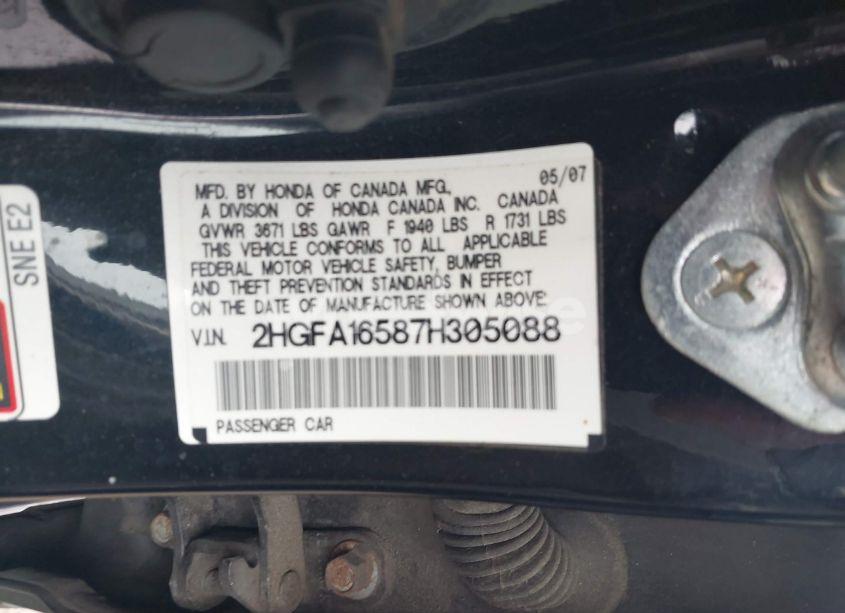 MFD. BY HONDA OF CANADA MFG., 05/07
A DIVISION OF HONDA CANADA INC. CANADA
GVWR 3671 LBS GAWR F 1940 LBS R 1731 LBS
THIS VEHICLE CONFORMS TO ALL APPLICABLE
FEDERAL MOTOR VEHICLE SAFETY, BUMPER
AND THEFT PREVENTION STANDARDS IN EFFECT
ON THE DATE OF MANUFACTURE SHOWN ABOVE:
V.I.N. 2HGFA16587H305088
PASSENGER CAR
SNE E2